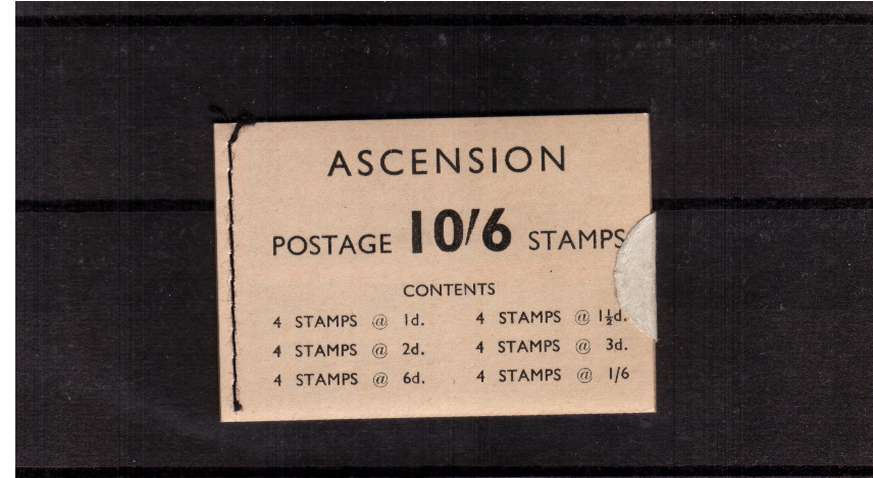 ASCENSION
POSTAGE 10/6 STAMPS
CONTENTS
4 STAMPS @ 1d. 4 STAMPS @ 1½d.
4 STAMPS @ 2d. 4 STAMPS @ 3d.
4 STAMPS @ 6d. 4 STAMPS @ 1/6